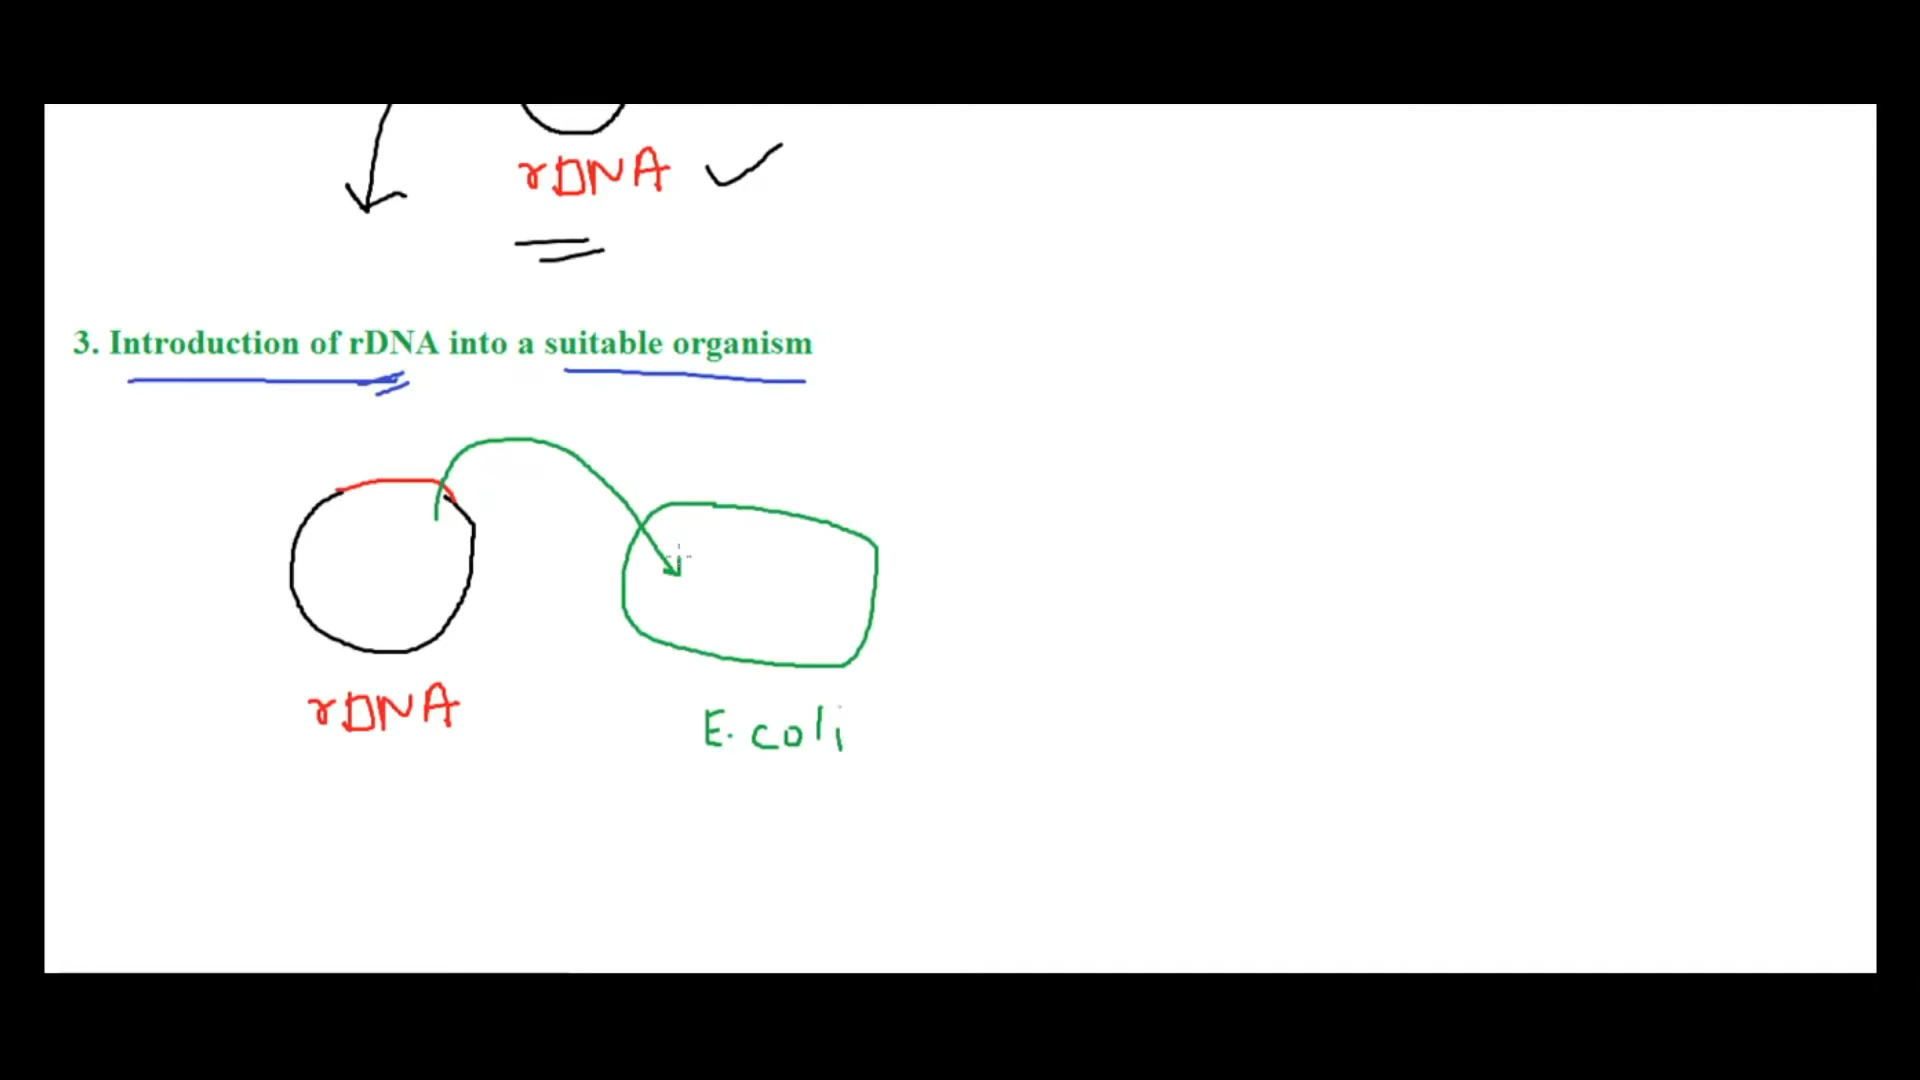 rDNA
3. Introduction of rDNA into a suitable organism
rDNA
E. coli